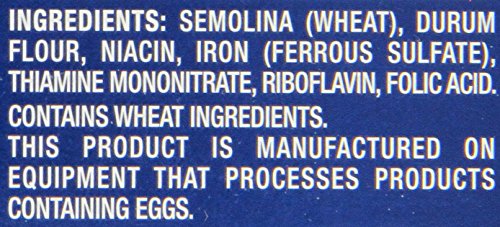 INGREDIENTS: SEMOLINA (WHEAT), DURUM
FLOUR, NIACIN, IRON (FERROUS SULFATE),
THIAMINE MONONITRATE, RIBOFLAVIN, FOLIC ACID.
CONTAINS WHEAT INGREDIENTS.
THIS PRODUCT IS MANUFACTURED ON
EQUIPMENT THAT PROCESSES PRODUCTS
CONTAINING EGGS.